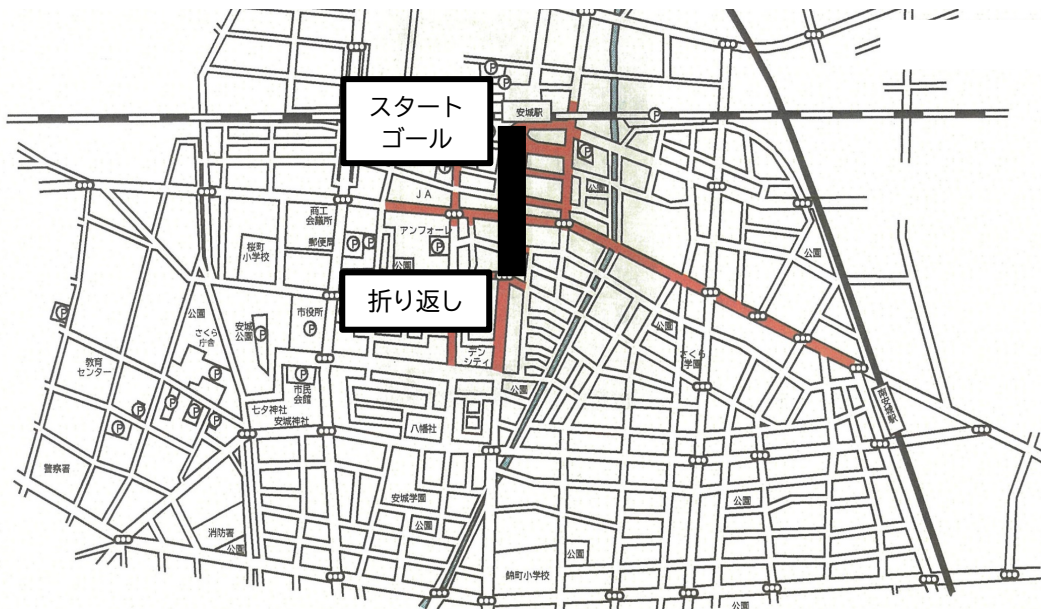 スタート
ゴール
安城駅
Ⓟ
Ⓟ
Ⓟ
Ⓟ
Ⓟ
公園
JA
商工
会議所
郵便局
Ⓟ
Ⓟ
アンフォーレ
Ⓟ
公園
桜町
小学校
公園
折り返し
市役所
Ⓟ
公園
安城
公園
Ⓟ
Ⓟ
さくら
庁舎
Ⓟ
デン
シティ
公園
さくら
学園
教育
センター
市民
会館
Ⓟ
公園
Ⓟ
Ⓟ
Ⓟ
Ⓟ
Ⓟ
七夕神社
安城神社
八幡社
南安城駅
警察署
安城学園
公園
公園
消防署
公園
公園
錦町小学校
公園
公園
公園